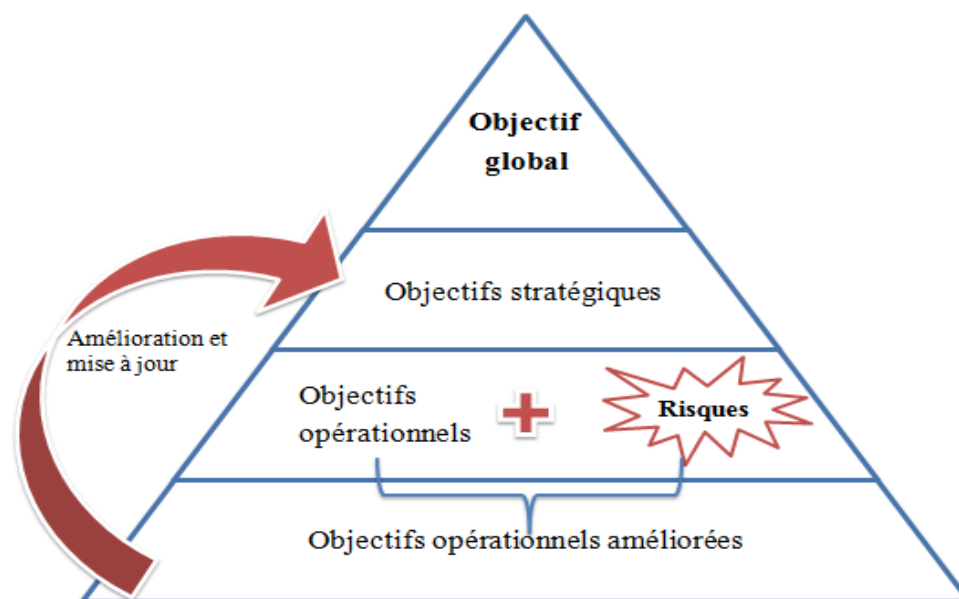 Objectif
global
Objectifs stratégiques
Amélioration et
mise à jour
Objectifs
opérationnels
Risques
Objectifs opérationnels améliorées